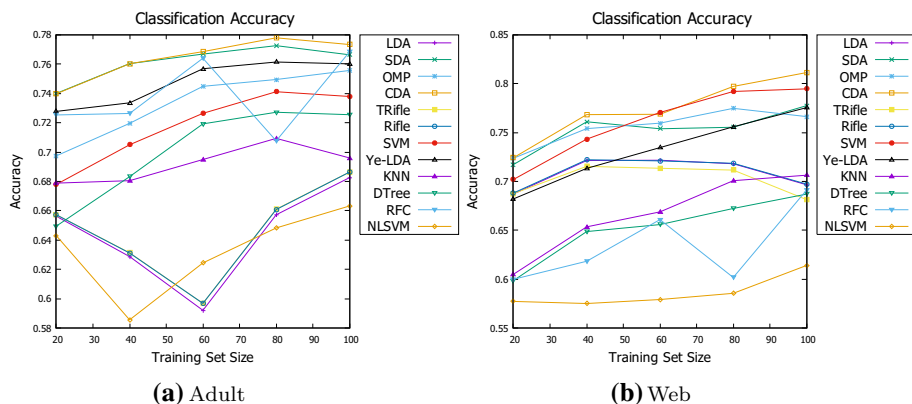 Classification Accuracy
0.78
0.76
0.74
0.72
0.7
0.68
0.66
0.64
0.62
0.6
0.58
Accuracy
20 30 40 50 60 70 80 90 100
Training Set Size
LDA
SDA
OMP
CDA
TRifle
Rifle
SVM
Ye-LDA
KNN
DTree
RFC
NLSVM
(a) Adult
Classification Accuracy
0.85
0.8
0.75
0.7
0.65
0.6
0.55
Accuracy
20 30 40 50 60 70 80 90 100
Training Set Size
LDA
SDA
OMP
CDA
TRifle
Rifle
SVM
Ye-LDA
KNN
DTree
RFC
NLSVM
(b) Web